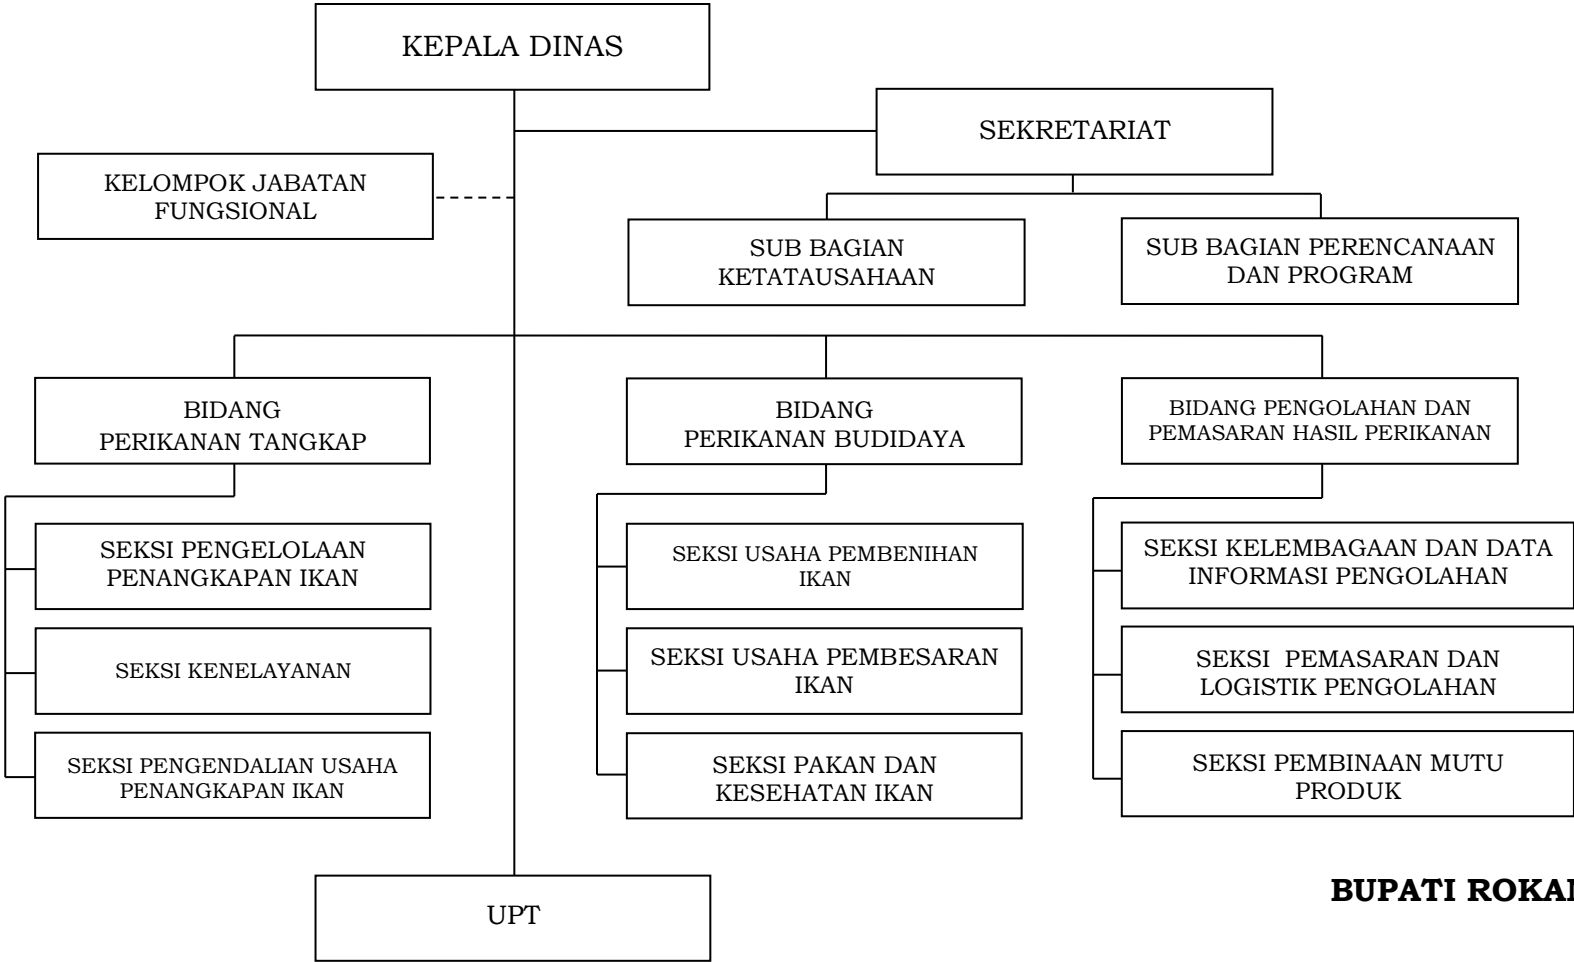 KEPALA DINAS
SEKRETARIAT
KELOMPOK JABATAN
FUNGSIONAL
SUB BAGIAN
KETATAUSAHAAN
SUB BAGIAN PERENCANAAN
DAN PROGRAM
BIDANG
PERIKANAN TANGKAP
BIDANG
PERIKANAN BUDIDAYA
BIDANG PENGOLAHAN DAN
PEMASARAN HASIL PERIKANAN
SEKSI PENGELOLAAN
PENANGKAPAN IKAN
SEKSI KENELAYANAN
SEKSI PENGENDALIAN USAHA
PENANGKAPAN IKAN
SEKSI USAHA PEMBENIHAN
IKAN
SEKSI USAHA PEMBESARAN
IKAN
SEKSI PAKAN DAN
KESEHATAN IKAN
SEKSI KELEMBAGAAN DAN DATA
INFORMASI PENGOLAHAN
SEKSI PEMASARAN DAN
LOGISTIK PENGOLAHAN
SEKSI PEMBINAAN MUTU
PRODUK
UPT
BUPATI ROKAN